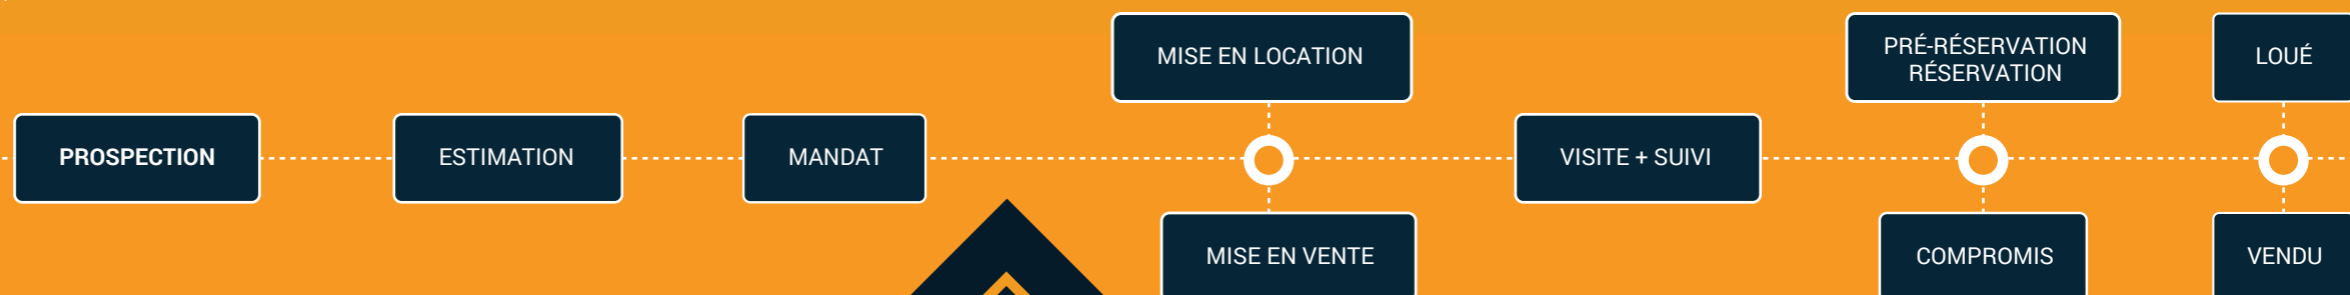 PROSPECTION
ESTIMATION
MANDAT
MISE EN LOCATION
MISE EN VENTE
VISITE + SUIVI
PRÉ-RÉSERVATION
RÉSERVATION
COMPROMIS
LOUÉ
VENDU